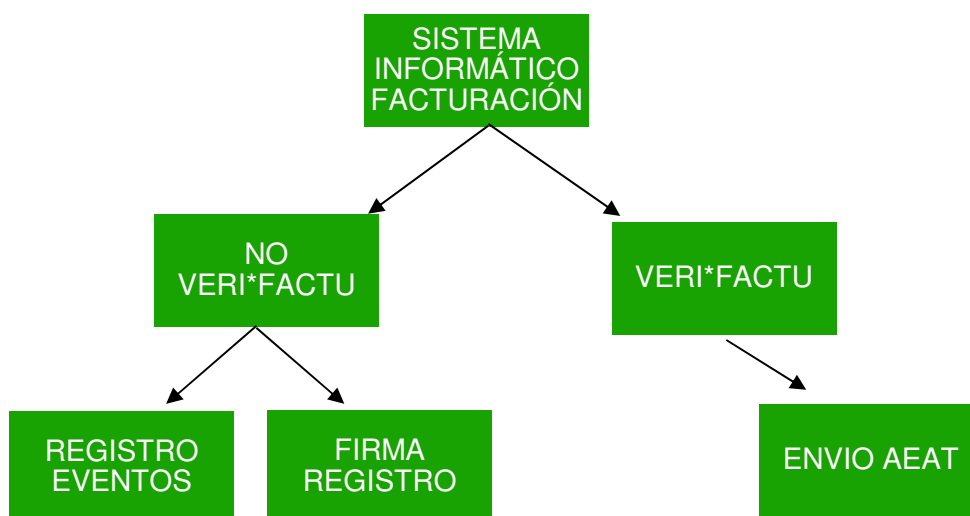 SISTEMA
INFORMÁTICO
FACTURACIÓN
NO
VERI*FACTU
VERI*FACTU
REGISTRO
EVENTOS
FIRMA
REGISTRO
ENVIO AEAT